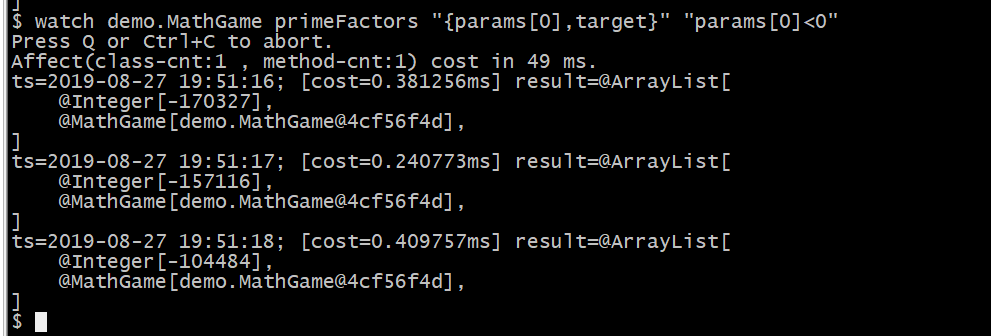 ]
$ watch demo.MathGame primeFactors "{params[0],target}" "params[0]<0"
Press Q or Ctrl+C to abort.
Affect(class-cnt:1 , method-cnt:1) cost in 49 ms.
ts=2019-08-27 19:51:16; [cost=0.381256ms] result=@ArrayList[
    @Integer[-170327],
    @MathGame[demo.MathGame@4cf56f4d],
]
ts=2019-08-27 19:51:17; [cost=0.240773ms] result=@ArrayList[
    @Integer[-157116],
    @MathGame[demo.MathGame@4cf56f4d],
]
ts=2019-08-27 19:51:18; [cost=0.409757ms] result=@ArrayList[
    @Integer[-104484],
    @MathGame[demo.MathGame@4cf56f4d],
]
$